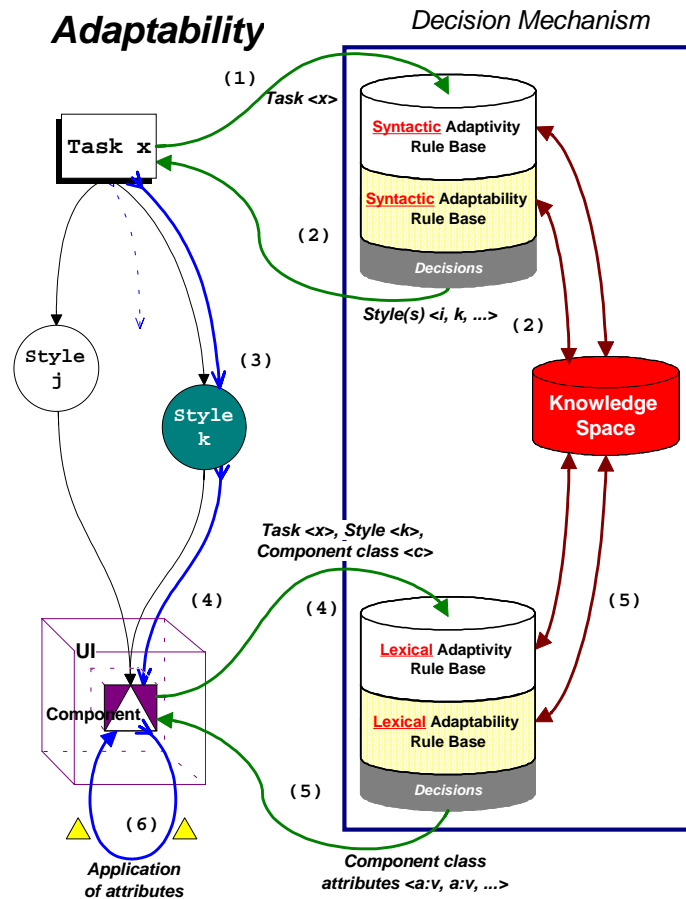 Adaptability
Decision Mechanism
(1)
Task <x>
Task x
Syntactic Adaptivity
Rule Base
Syntactic Adaptability
Rule Base
Decisions
(2)
Style(s) <i, k, ...>
(2)
Style
j
(3)
Style
k
Knowledge
Space
Task <x>, Style <k>,
Component class <c>
(4)
(4)
(5)
UI
Component
Lexical Adaptivity
Rule Base
Lexical Adaptability
Rule Base
Decisions
(5)
(6)
Application
of attributes
Component class
attributes <a:v, a:v, ...>